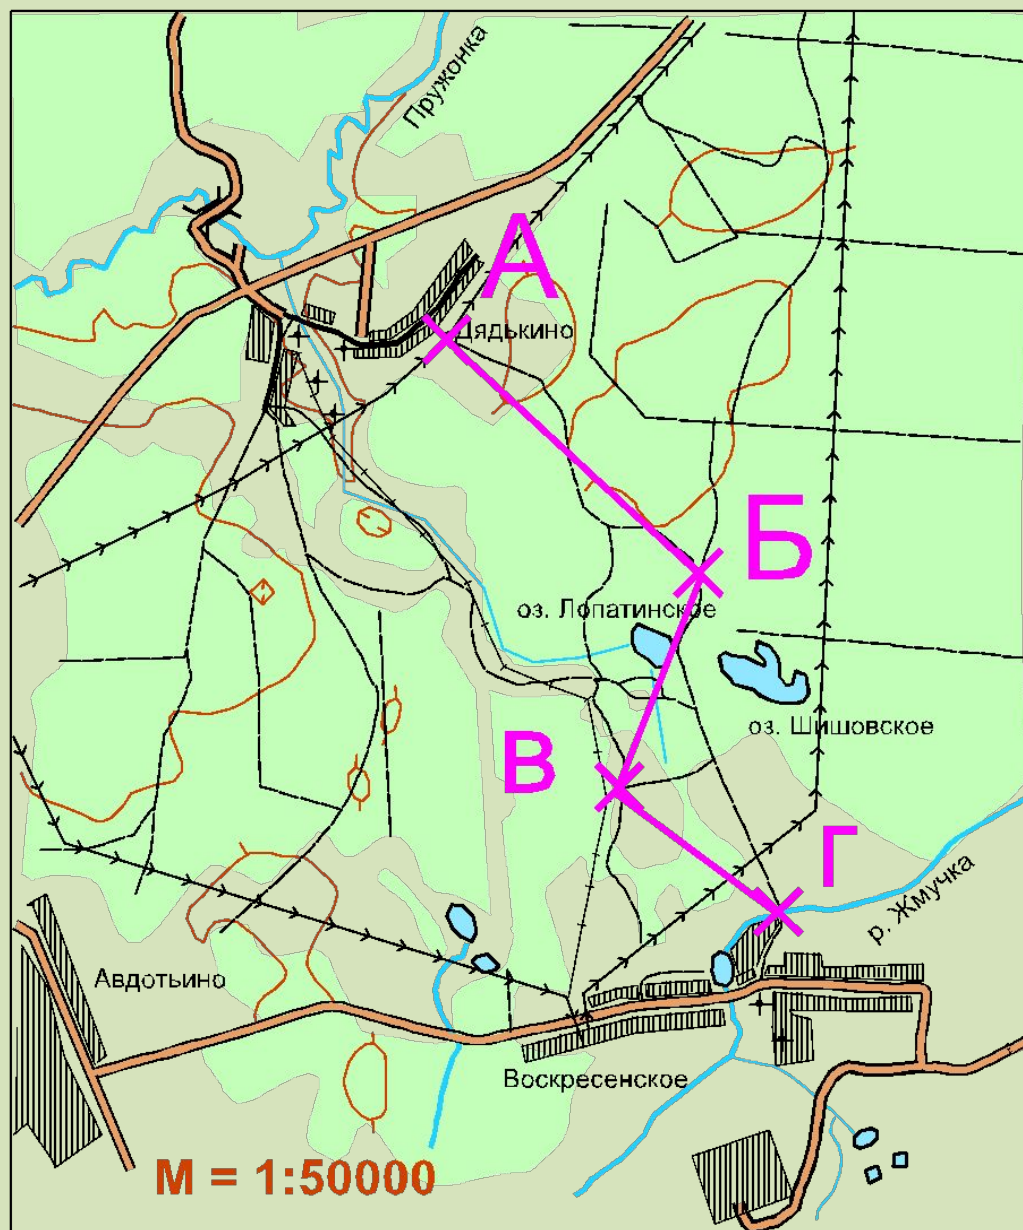 Пружонка
А
Дядькино
Б
оз. Лопатинское
оз. Шишовское
В
Г
р. Жмучка
Авдотьино
Воскресенское
М = 1:50000